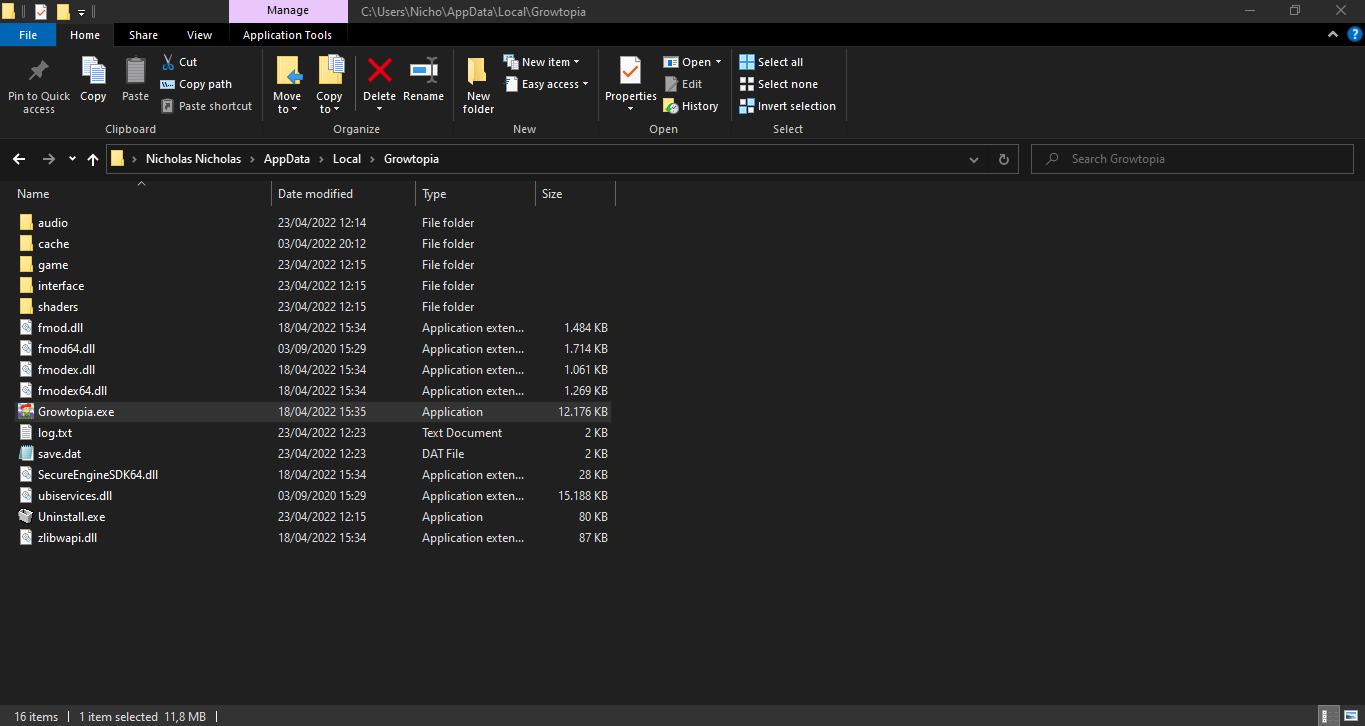 Manage
C:\Users\Nicho\AppData\Local\Growtopia
File Home Share View Application Tools
Pin to Quick access
Copy
Paste
Cut
Copy path
Paste shortcut
Clipboard
Move to
Copy to
Delete
Rename
Organize
New folder
New item
Easy access
New
Properties
Open
Edit
History
Open
Select all
Select none
Invert selection
Select
Nicholas Nicholas > AppData > Local > Growtopia
Search Growtopia
Name Date modified Type Size
audio 23/04/2022 12:14 File folder
cache 03/04/2022 20:12 File folder
game 23/04/2022 12:15 File folder
interface 23/04/2022 12:15 File folder
shaders 23/04/2022 12:15 File folder
fmod.dll 18/04/2022 15:34 Application exten... 1.484 KB
fmod64.dll 03/09/2020 15:29 Application exten... 1.714 KB
fmodex.dll 18/04/2022 15:34 Application exten... 1.061 KB
fmodex64.dll 18/04/2022 15:34 Application exten... 1.269 KB
Growtopia.exe 18/04/2022 15:35 Application 12.176 KB
log.txt 23/04/2022 12:23 Text Document 2 KB
save.dat 23/04/2022 12:23 DAT File 2 KB
SecureEngineSDK64.dll 18/04/2022 15:34 Application exten... 28 KB
ubiservices.dll 03/09/2020 15:29 Application exten... 15.188 KB
Uninstall.exe 23/04/2022 12:15 Application 80 KB
zlibwapi.dll 18/04/2022 15:34 Application exten... 87 KB
16 items 1 item selected 11,8 MB